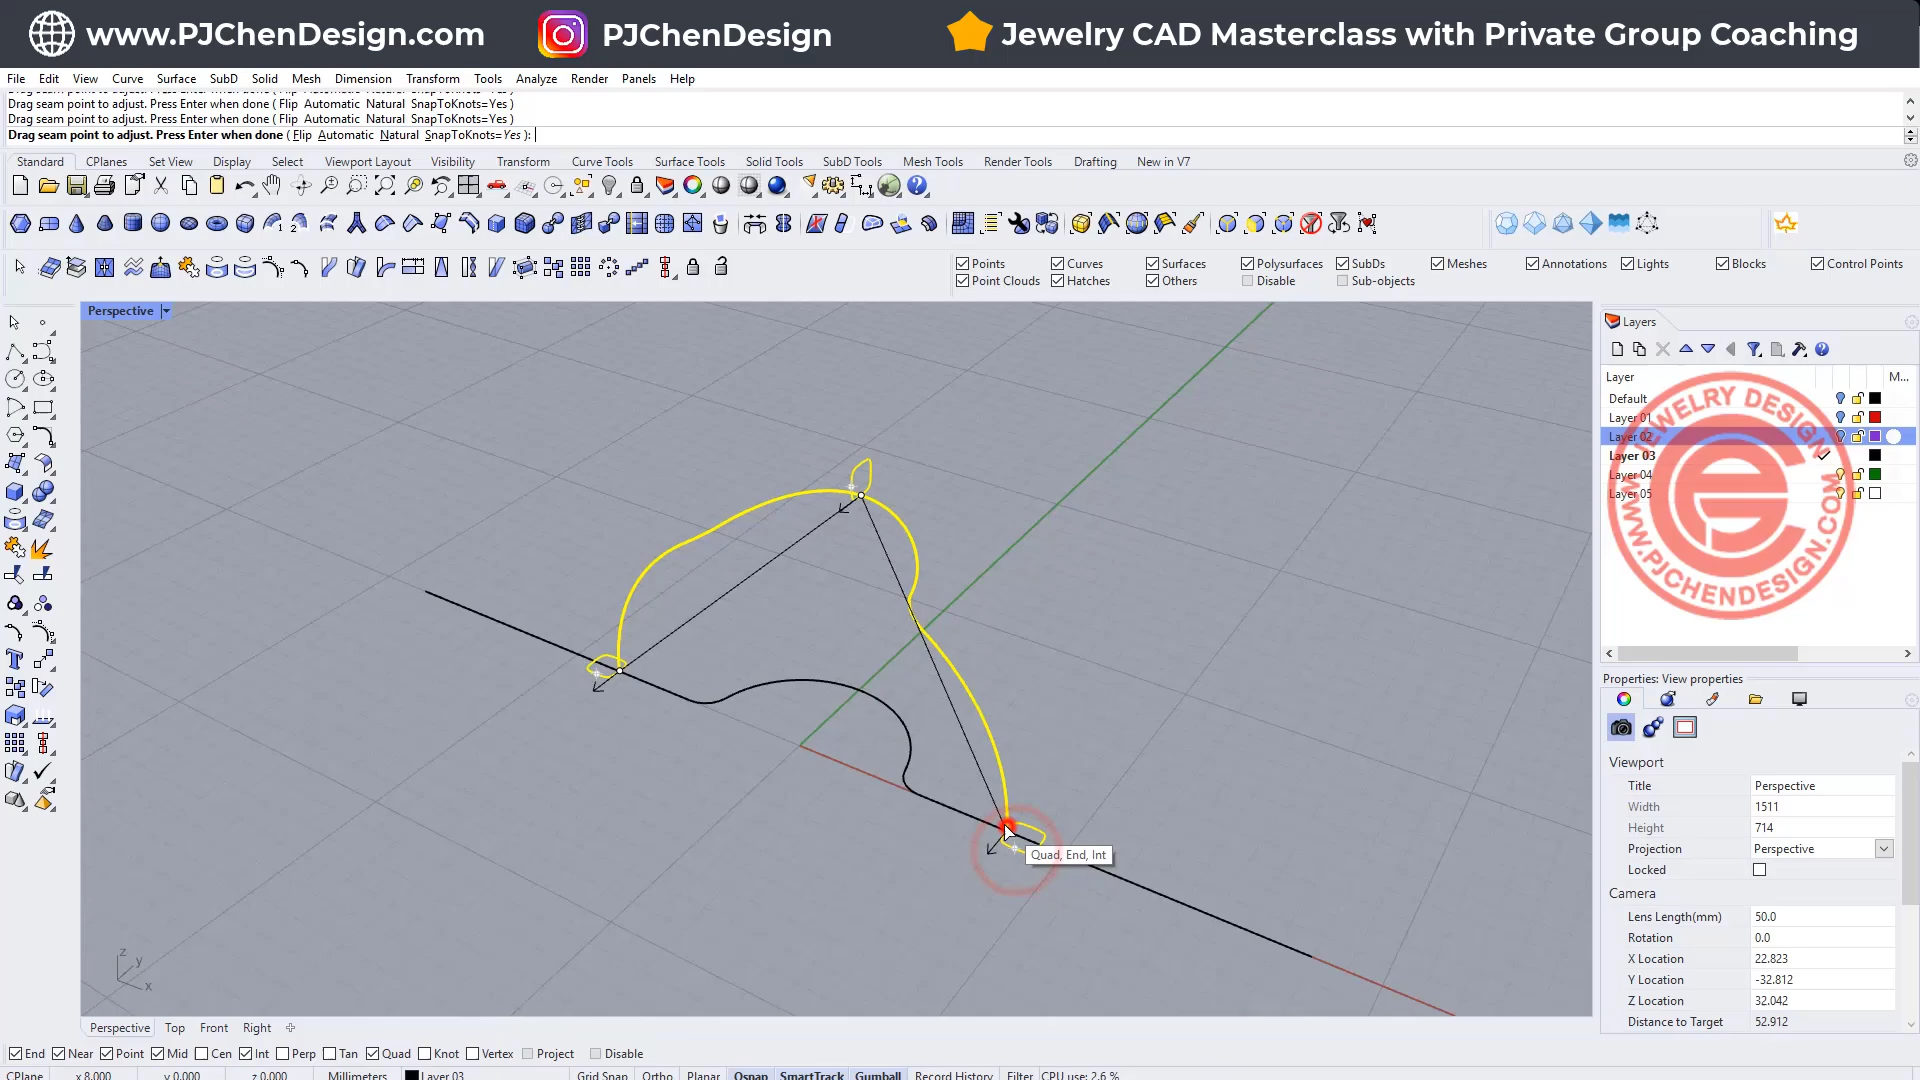 www.PJChenDesign.com PJChenDesign Jewelry CAD Masterclass with Private Group Coaching
File Edit View Curve Surface SubD Solid Mesh Dimension Transform Tools Analyze Render Panels Help
Drag seam point to adjust. Press Enter when done ( Flip Automatic Natural SnapToKnots=Yes )
Drag seam point to adjust. Press Enter when done ( Flip Automatic Natural SnapToKnots=Yes )
Drag seam point to adjust. Press Enter when done ( Flip Automatic Natural SnapToKnots=Yes ):
Standard CPlanes Set View Display Select Viewport Layout Visibility Transform Curve Tools Surface Tools Solid Tools SubD Tools Mesh Tools Render Tools Drafting New in V7
Points Curves Surfaces Polysurfaces SubDs Meshes Annotations Lights Blocks Control Points
Point Clouds Hatches Others Disable Sub-objects
Perspective
Layers
Layer M...
Default
Layer 01
Layer 02
Layer 03
Layer 04
Layer 05
JEWELRY DESIGN
WWW.PJCHENDESIGN.COM
Quad, End, Int
z
y
x
Properties: View properties
Viewport
Title Perspective
Width 1511
Height 714
Projection Perspective
Locked
Camera
Lens Length(mm) 50.0
Rotation 0.0
X Location 22.823
Y Location -32.812
Z Location 32.042
Distance to Target 52.912
Perspective Top Front Right
End Near Point Mid Cen Int Perp Tan Quad Knot Vertex Project Disable
CPlane x 8.000 y 0.000 z 0.000 Millimeters Layer 03 Grid Snap Ortho Planar Osnap SmartTrack Gumball Record History Filter CPU use: 2.6 %